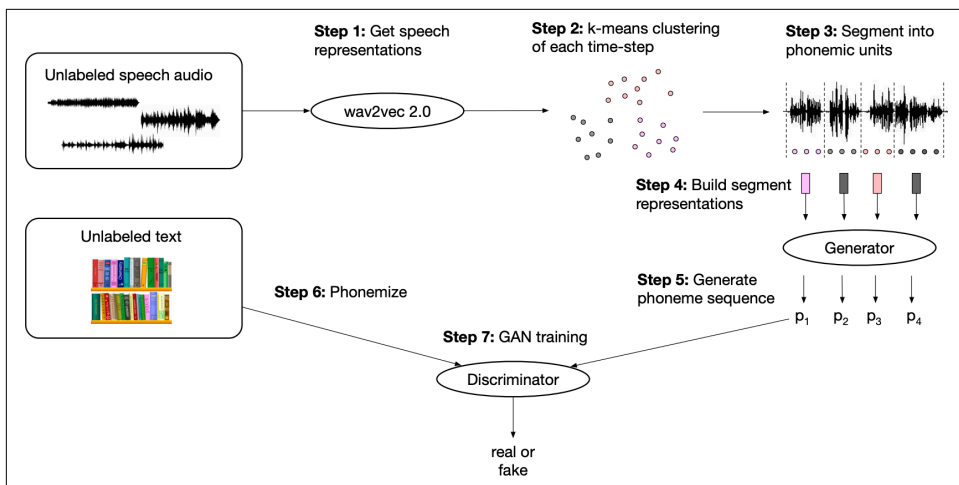 Step 1: Get speech
representations
Step 2: k-means clustering
of each time-step
Step 3: Segment into
phonemic units
Unlabeled speech audio
wav2vec 2.0
Step 4: Build segment
representations
Unlabeled text
Generator
Step 5: Generate
phoneme sequence
Step 6: Phonemize
p1 p2 p3 p4
Step 7: GAN training
Discriminator
real or
fake